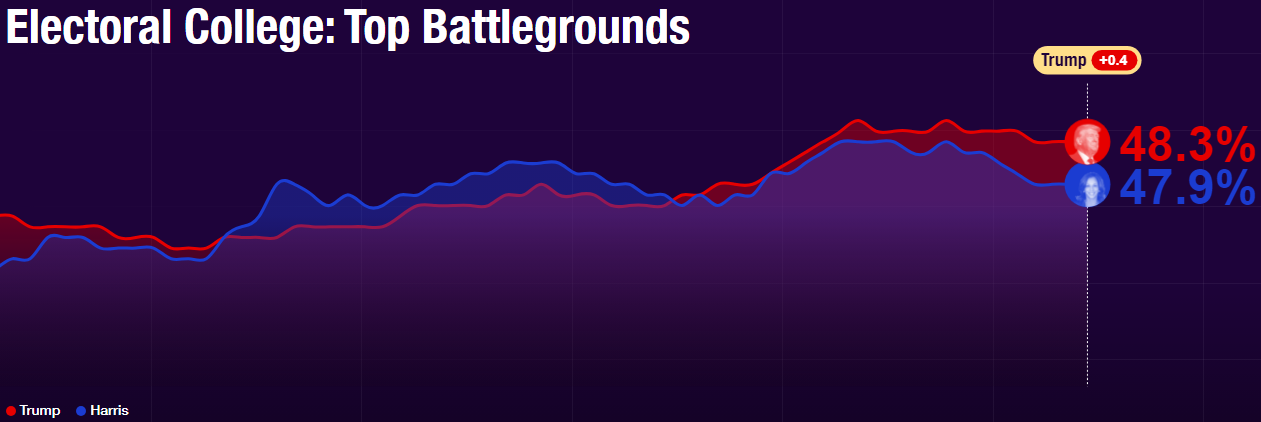 Electoral College: Top Battlegrounds
Trump +0.4
48.3%
47.9%
Trump Harris